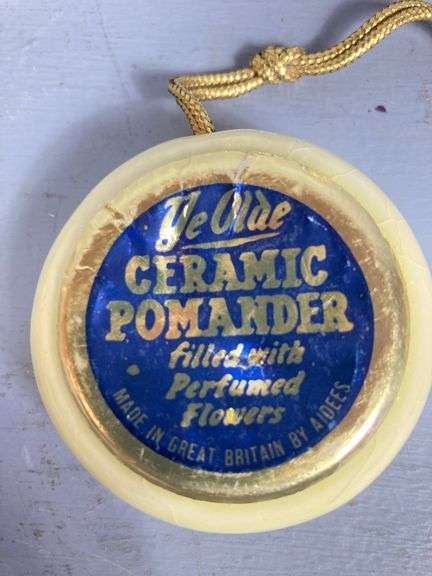 Ye Olde
CERAMIC
POMANDER
filled with
Perfumed
Flowers
MADE IN GREAT BRITAIN BY AIDEES